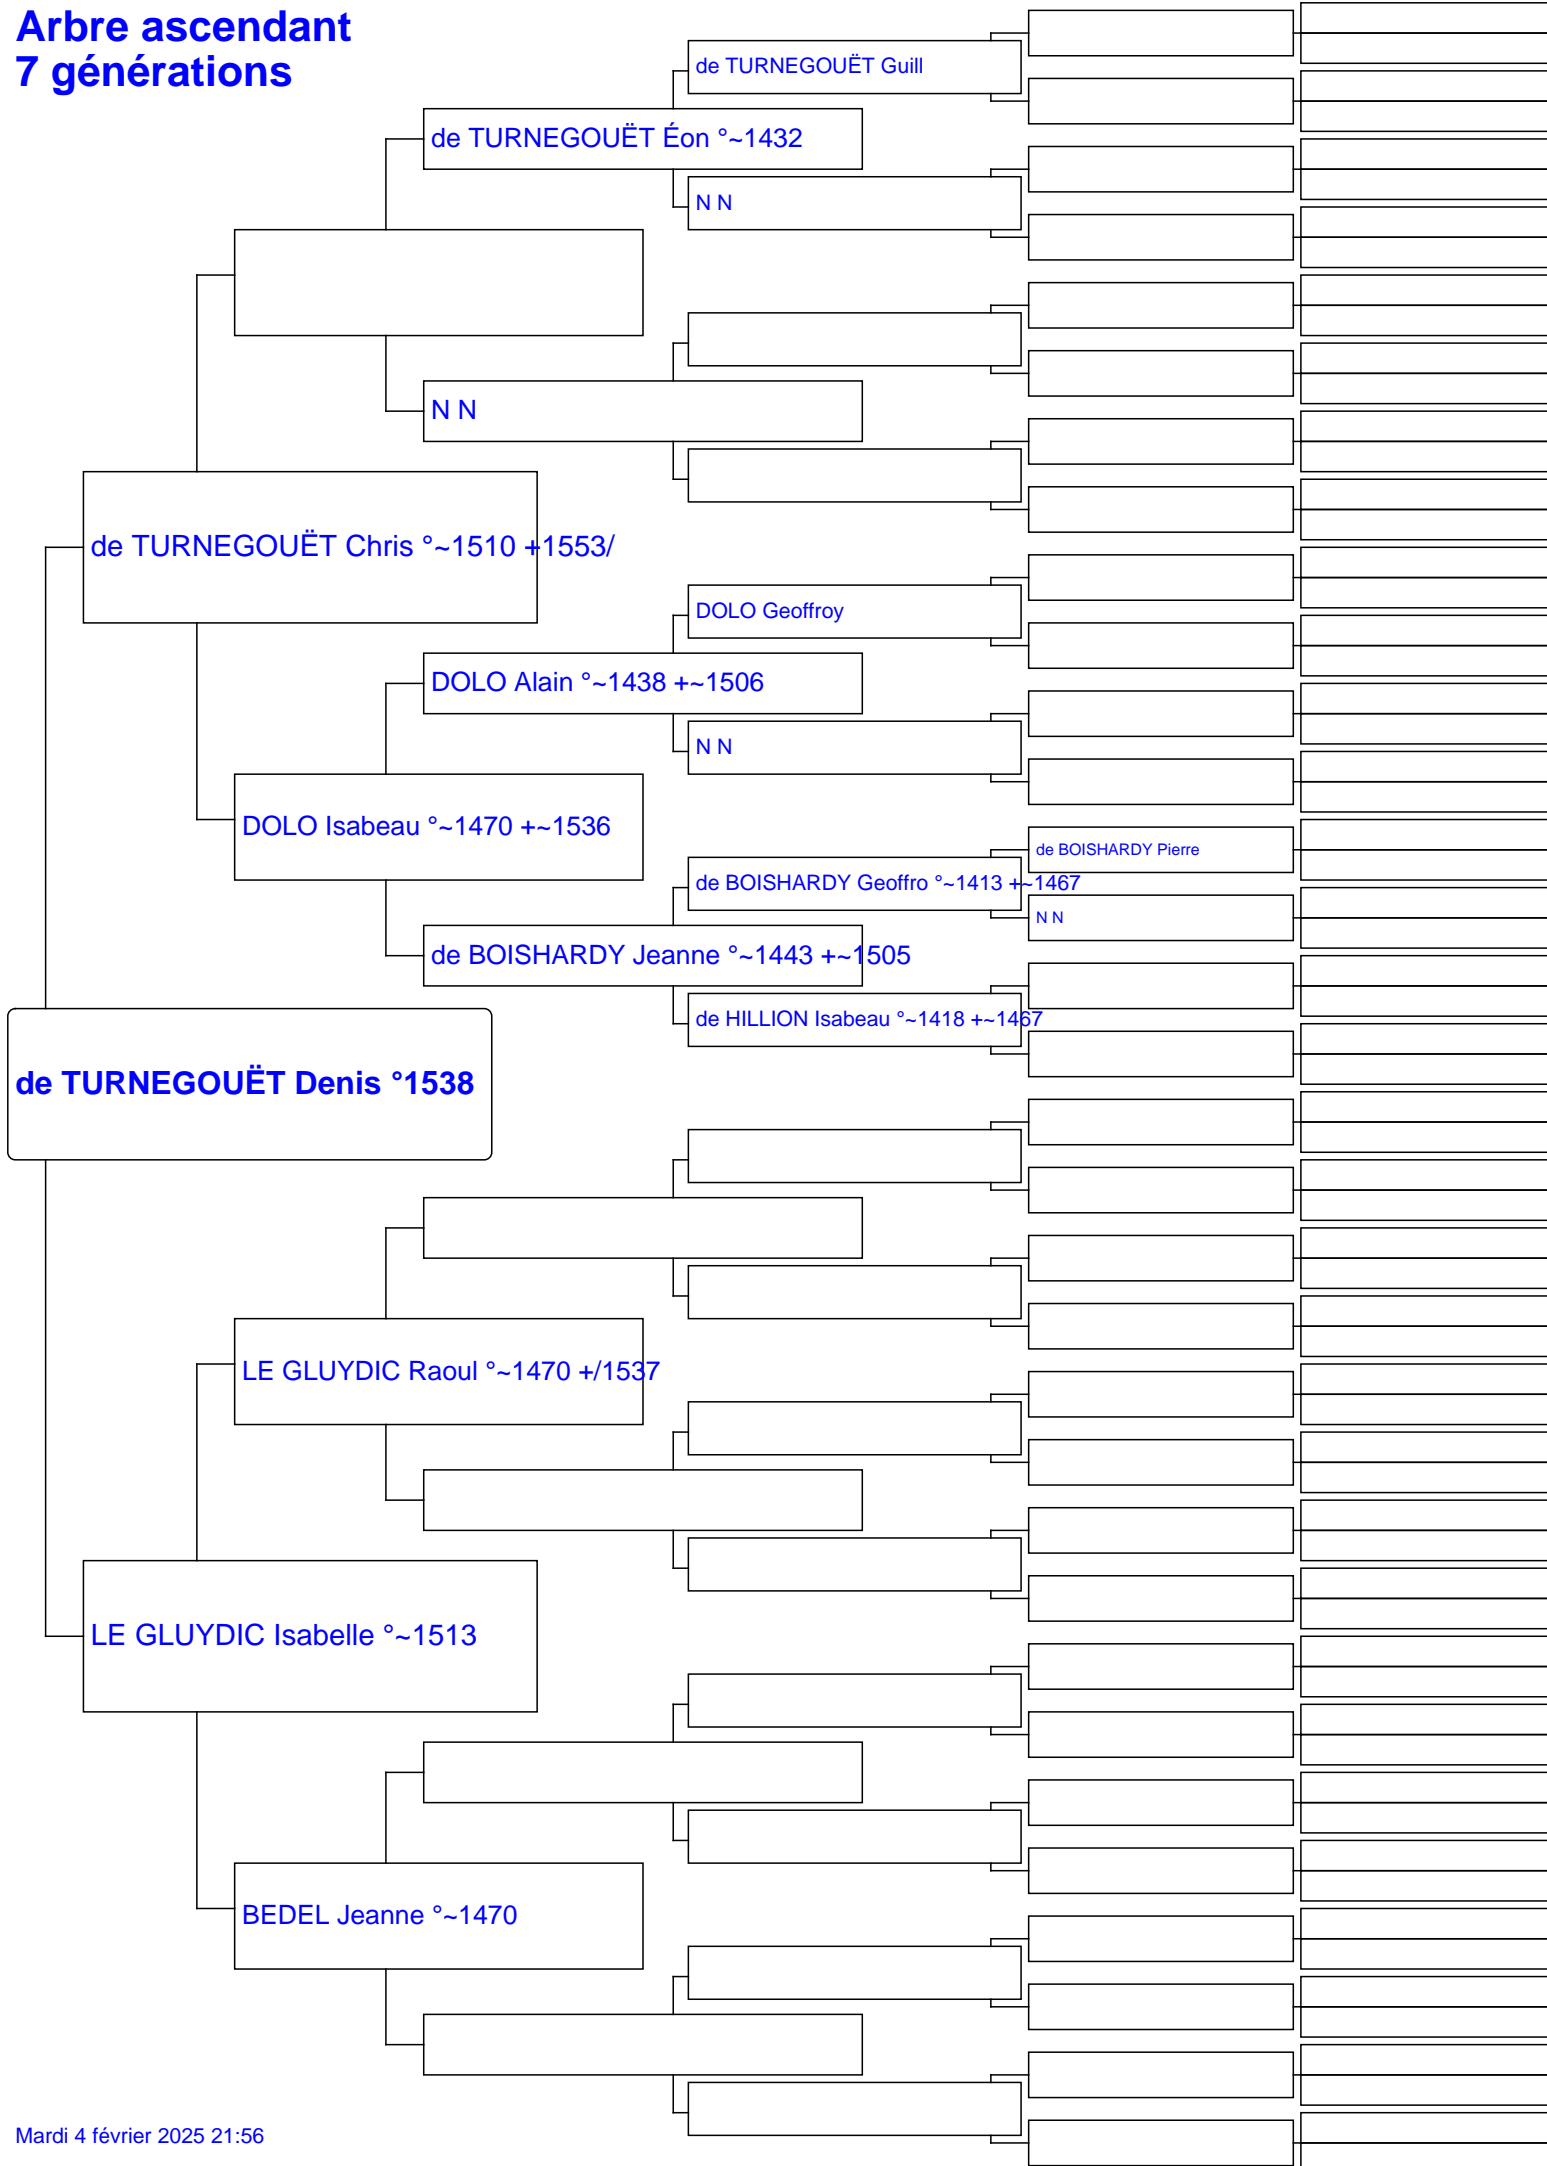 Arbre ascendant
7 générations
de TURNEGOUËT Guill
de TURNEGOUËT Éon °~1432
N N
N N
de TURNEGOUËT Chris °~1510 +1553/
DOLO Geoffroy
DOLO Alain °~1438 +~1506
N N
DOLO Isabeau °~1470 +~1536
de BOISHARDY Pierre
de BOISHARDY Geoffro °~1413 +~1467
N N
de BOISHARDY Jeanne °~1443 +~1505
de HILLION Isabeau °~1418 +~1467
de TURNEGOUËT Denis °1538
LE GLUYDIC Raoul °~1470 +/1537
LE GLUYDIC Isabelle °~1513
BEDEL Jeanne °~1470
Mardi 4 février 2025 21:56